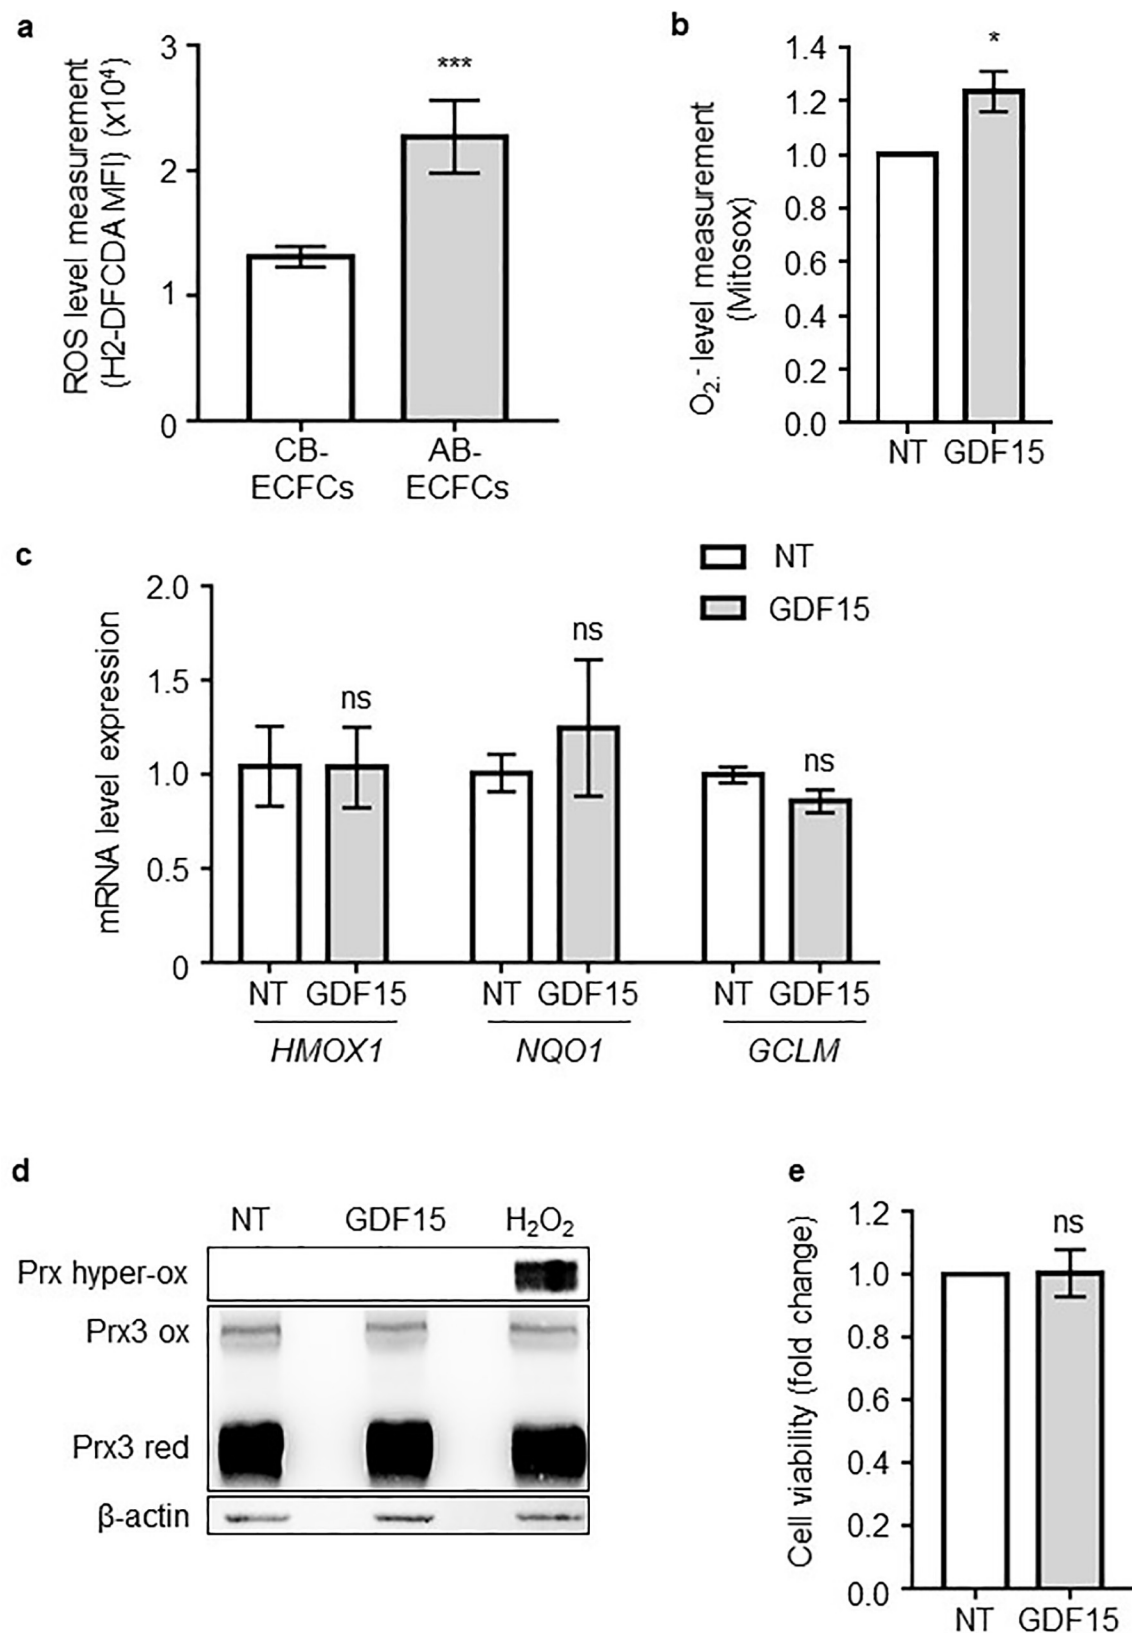 a
ROS level measurement
(H2-DFCDA MFI) (x10⁴)
3
2
1
0
***
CB-
ECFCs
AB-
ECFCs
b
O₂.⁻ level measurement
(Mitosox)
1.4
1.2
1.0
0.8
0.6
0.4
0.2
0.0
*
NT GDF15
c
NT
GDF15
mRNA level expression
2.0
1.5
1.0
0.5
0
ns
ns
ns
NT GDF15 NT GDF15 NT GDF15
HMOX1 NQO1 GCLM
d
NT GDF15 H₂O₂
Prx hyper-ox
Prx3 ox
Prx3 red
β-actin
e
Cell viability (fold change)
1.2
1.0
0.8
0.6
0.4
0.2
0.0
ns
NT GDF15